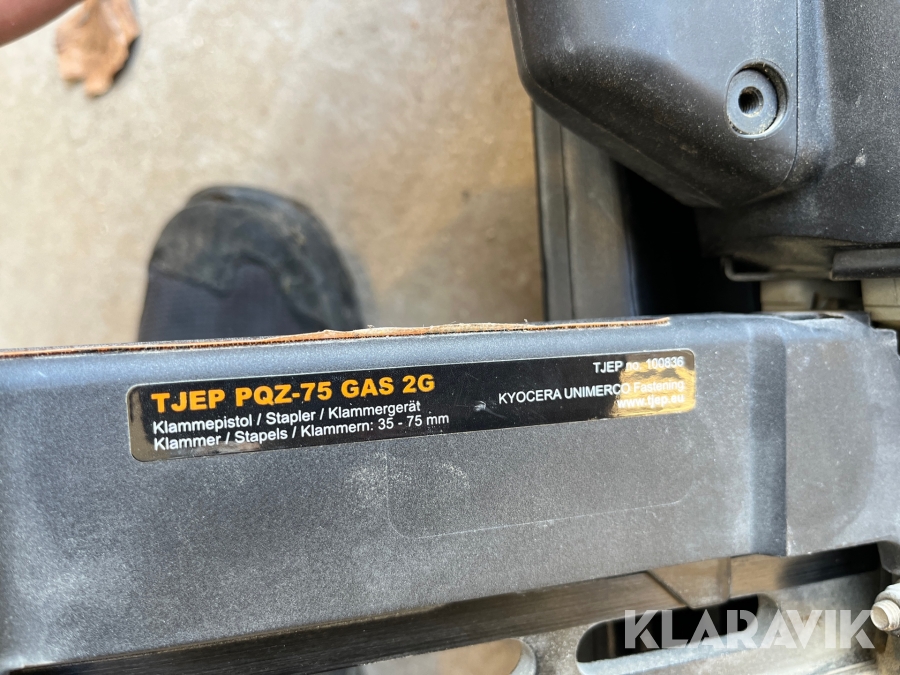 TJEP PQZ-75 GAS 2G
Klammepistol / Stapler / Klammergerät
Klammer / Stapels / Klammern: 35 - 75 mm
TJEP no. 100836
KYOCERA UNIMERCO Fastening
www.tjep.eu
KLARAVIK